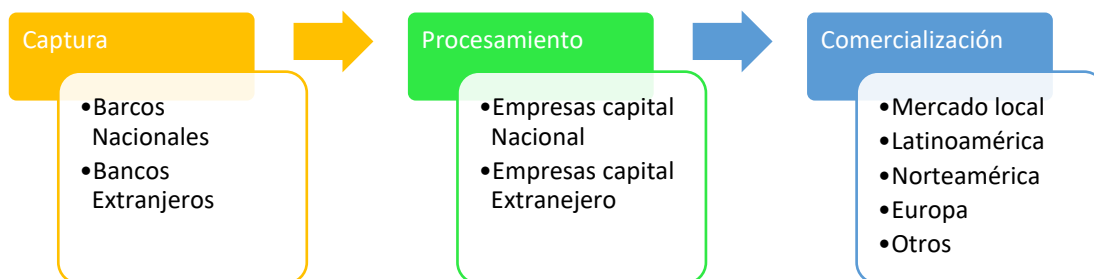 Captura
•Barcos
Nacionales
•Bancos
Extranjeros
Procesamiento
•Empresas capital
Nacional
•Empresas capital
Extranejero
Comercialización
•Mercado local
•Latinoamérica
•Norteamérica
•Europa
•Otros